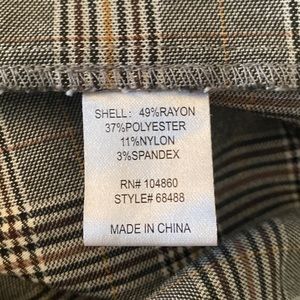 SHELL: 49%RAYON
37%POLYESTER
11%NYLON
3%SPANDEX
RN# 104860
STYLE# 68488
MADE IN CHINA